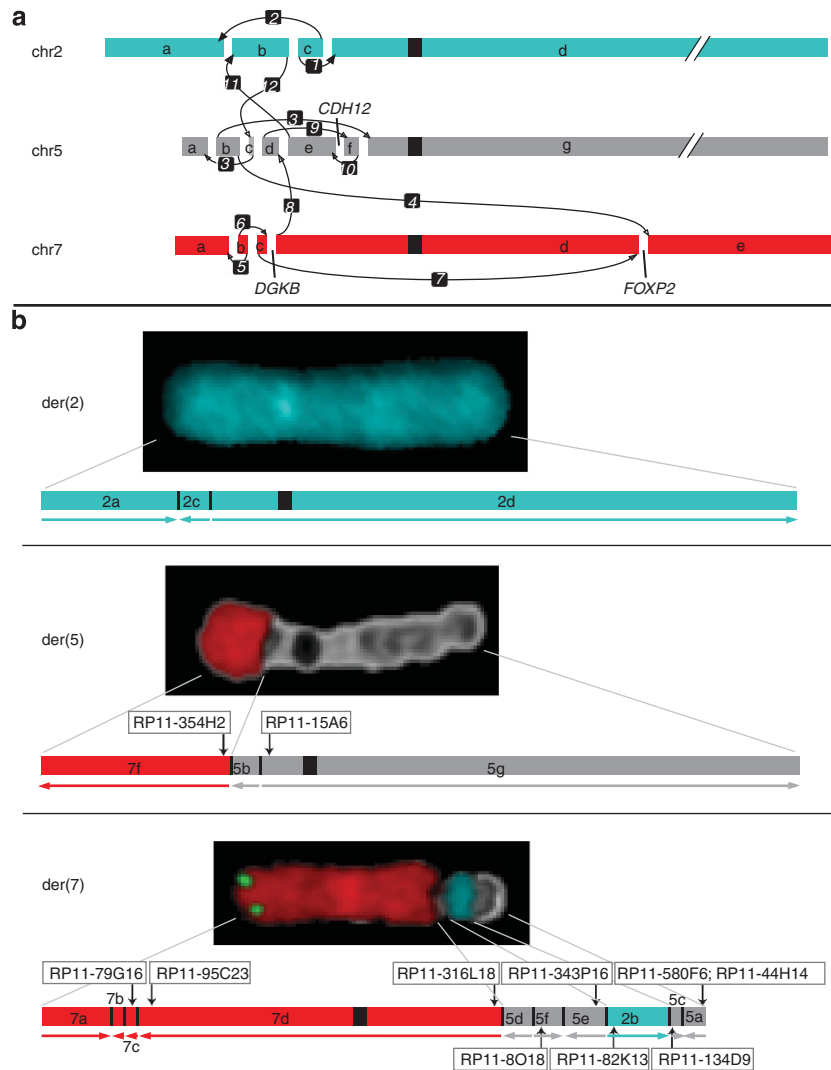 a
2
chr2
a
b
c
d
1
11
12
CDH12
3
9
chr5
a
b
c
d
e
f
g
3
10
8
4
6
chr7
a
b
c
d
e
5
7
DGKB
FOXP2
b
der(2)
2a
2c
2d
der(5)
RP11-354H2
RP11-15A6
7f
5b
5g
der(7)
RP11-79G16
RP11-95C23
RP11-316L18
RP11-343P16
RP11-580F6; RP11-44H14
7b
5c
7a
7d
5d
5f
5e
2b
5a
7c
RP11-8O18
RP11-82K13
RP11-134D9